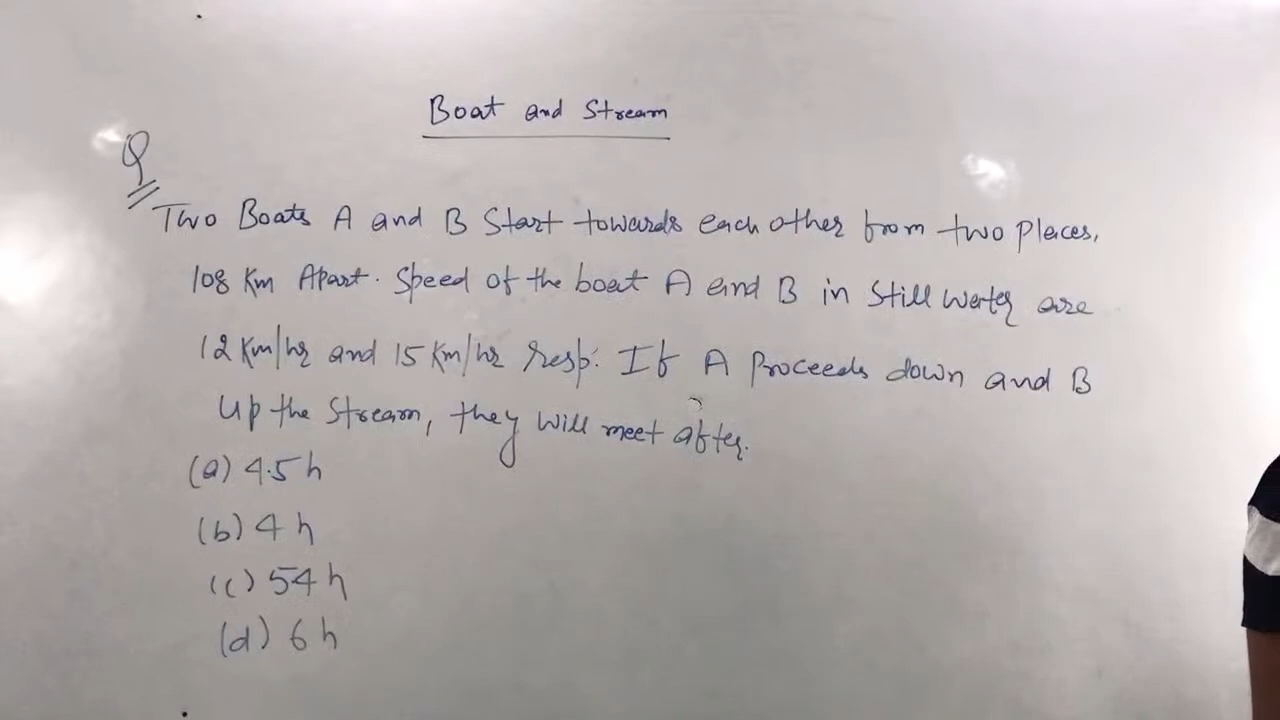 Boat and Stream
Q
Two Boats A and B Start towards each other from two places,
108 Km Apart. Speed of the boat A and B in Still Water are
12 Km/hr and 15 Km/hr resp. If A Proceeds down and B
Up the Stream, they will meet after.
(a) 4.5 h
(b) 4 h
(c) 54 h
(d) 6 h